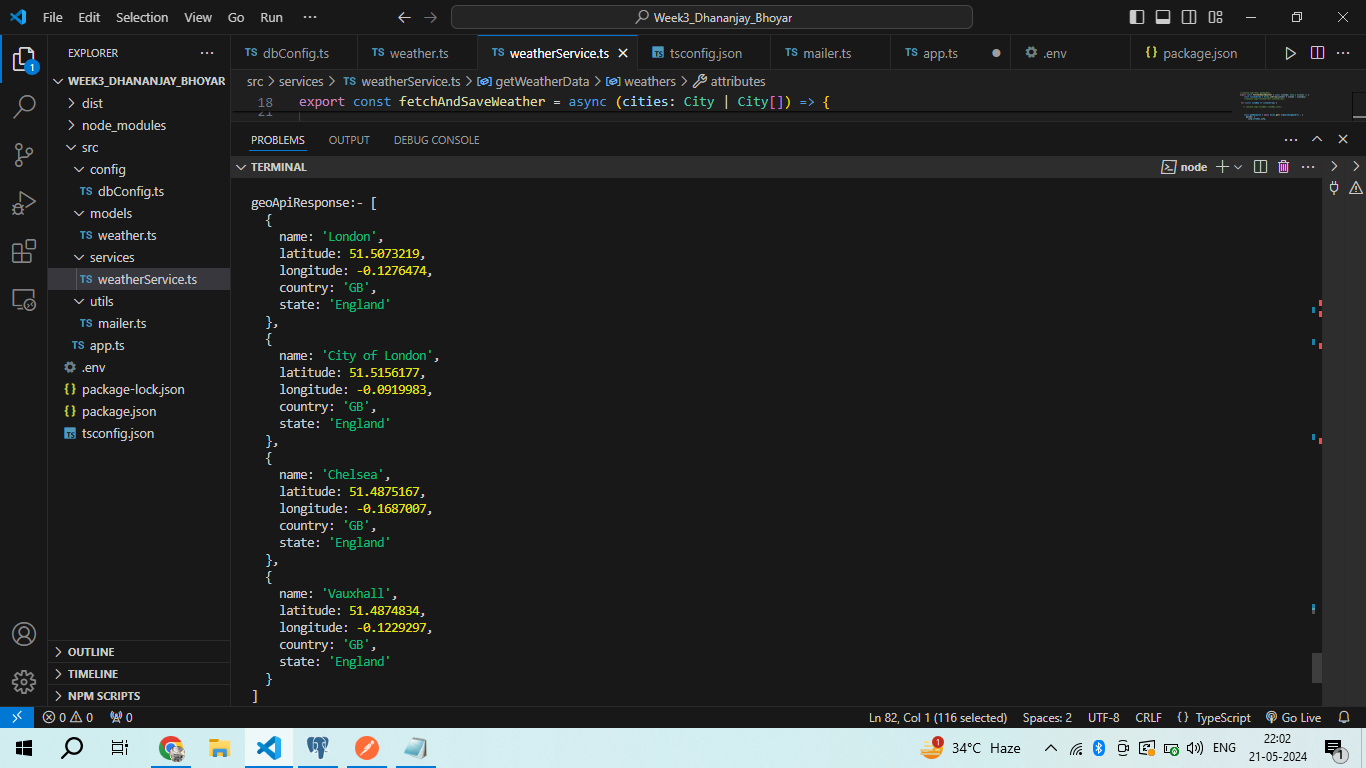 File Edit Selection View Go Run ··· Week3_Dhananjay_Bhoyar
EXPLORER ···
TS dbConfig.ts TS weather.ts TS weatherService.ts tsconfig.json TS mailer.ts TS app.ts .env {} package.json ···
src > services > TS weatherService.ts > getWeatherData > weathers > attributes
18 export const fetchAndSaveWeather = async (cities: City | City[]) => {
21
WEEK3_DHANANJAY_BHOYAR
dist
node_modules
src
config
TS dbConfig.ts
models
TS weather.ts
services
TS weatherService.ts
utils
TS mailer.ts
TS app.ts
.env
{} package-lock.json
{} package.json
tsconfig.json
OUTLINE
TIMELINE
NPM SCRIPTS
1
PROBLEMS OUTPUT DEBUG CONSOLE ···
TERMINAL node ···
geoApiResponse:- [
{
name: 'London',
latitude: 51.5073219,
longitude: -0.1276474,
country: 'GB',
state: 'England'
},
{
name: 'City of London',
latitude: 51.5156177,
longitude: -0.0919983,
country: 'GB',
state: 'England'
},
{
name: 'Chelsea',
latitude: 51.4875167,
longitude: -0.1687007,
country: 'GB',
state: 'England'
},
{
name: 'Vauxhall',
latitude: 51.4874834,
longitude: -0.1229297,
country: 'GB',
state: 'England'
}
]
0 0 0 Ln 82, Col 1 (116 selected) Spaces: 2 UTF-8 CRLF {} TypeScript Go Live
1 34°C Haze ENG 22:02
21-05-2024 1